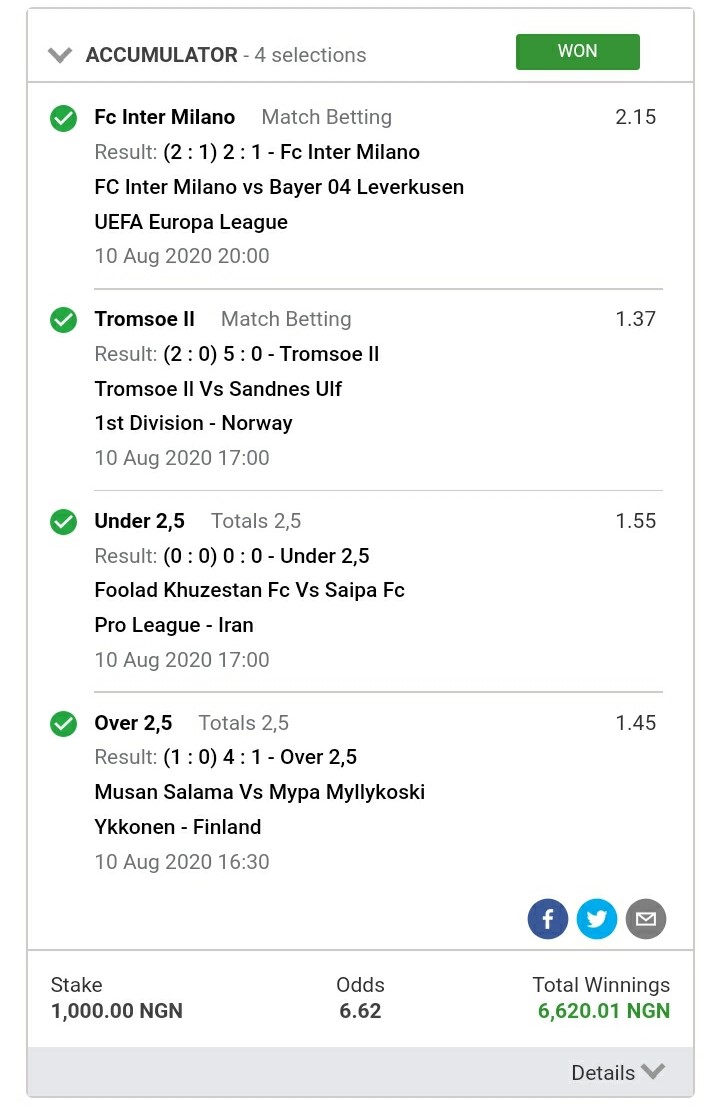 ACCUMULATOR - 4 selections WON
Fc Inter Milano Match Betting 2.15
Result: (2 : 1) 2 : 1 - Fc Inter Milano
FC Inter Milano vs Bayer 04 Leverkusen
UEFA Europa League
10 Aug 2020 20:00
Tromsoe II Match Betting 1.37
Result: (2 : 0) 5 : 0 - Tromsoe II
Tromsoe II Vs Sandnes Ulf
1st Division - Norway
10 Aug 2020 17:00
Under 2,5 Totals 2,5 1.55
Result: (0 : 0) 0 : 0 - Under 2,5
Foolad Khuzestan Fc Vs Saipa Fc
Pro League - Iran
10 Aug 2020 17:00
Over 2,5 Totals 2,5 1.45
Result: (1 : 0) 4 : 1 - Over 2,5
Musan Salama Vs Mypa Myllykoski
Ykkonen - Finland
10 Aug 2020 16:30
Stake Odds Total Winnings
1,000.00 NGN 6.62 6,620.01 NGN
Details